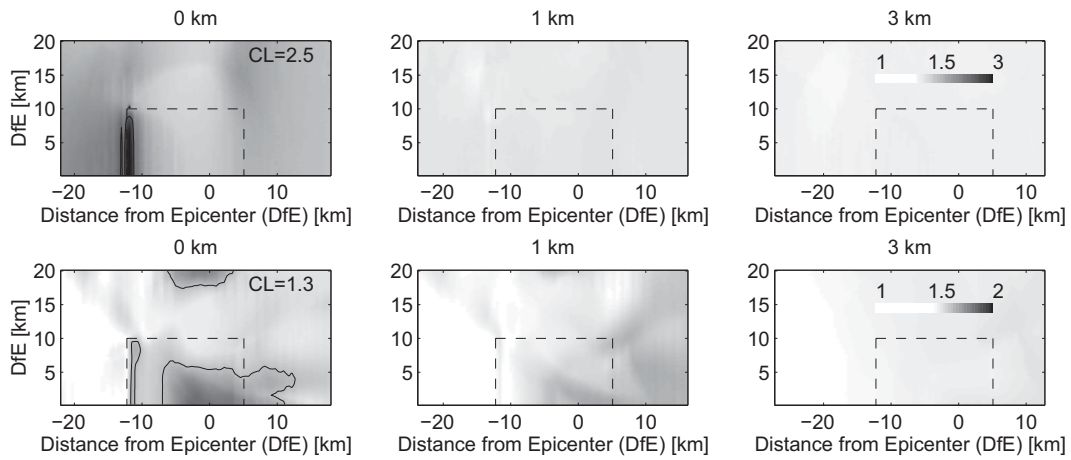 0 km 1 km 3 km
20 CL=2.5 20 20 1 1.5 3
15 15 15
DfE [km] 10 10 10
5 5 5
−20 −10 0 10 −20 −10 0 10 −20 −10 0 10
Distance from Epicenter (DfE) [km] Distance from Epicenter (DfE) [km] Distance from Epicenter (DfE) [km]
0 km 1 km 3 km
20 CL=1.3 20 20 1 1.5 2
15 15 15
DfE [km] 10 10 10
5 5 5
−20 −10 0 10 −20 −10 0 10 −20 −10 0 10
Distance from Epicenter (DfE) [km] Distance from Epicenter (DfE) [km] Distance from Epicenter (DfE) [km]